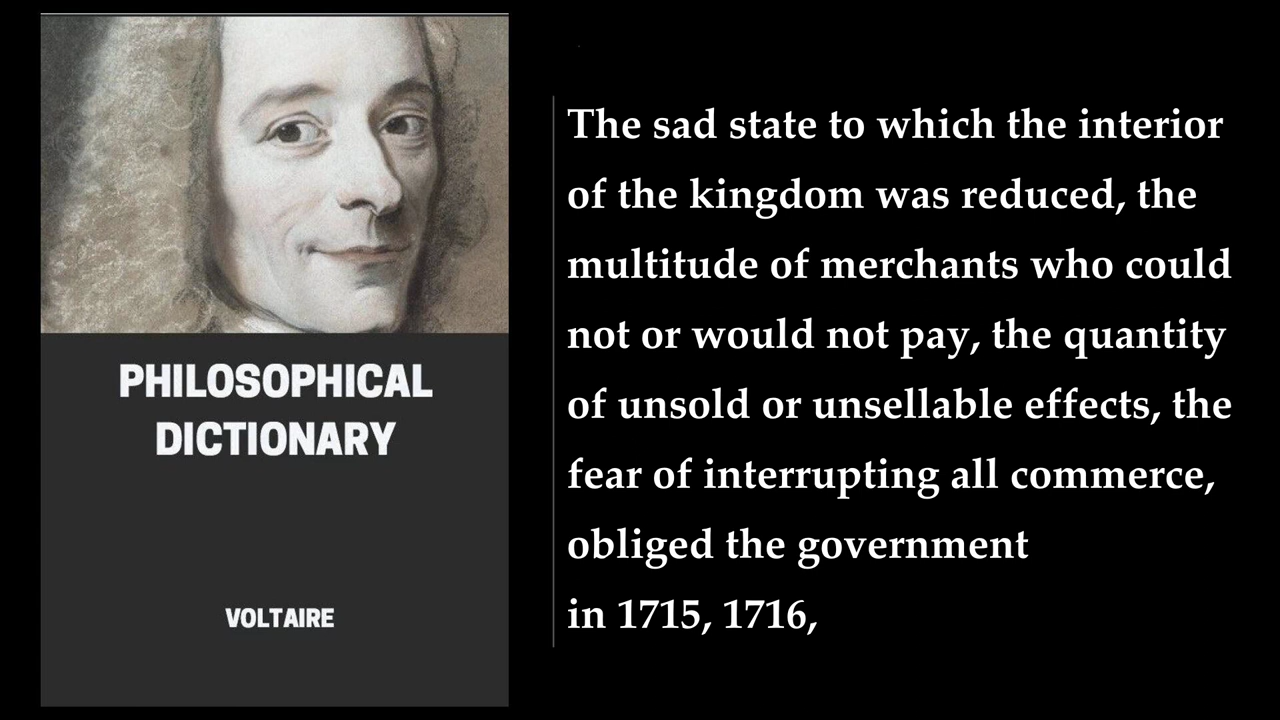 PHILOSOPHICAL
DICTIONARY
VOLTAIRE
The sad state to which the interior
of the kingdom was reduced, the
multitude of merchants who could
not or would not pay, the quantity
of unsold or unsellable effects, the
fear of interrupting all commerce,
obliged the government
in 1715, 1716,